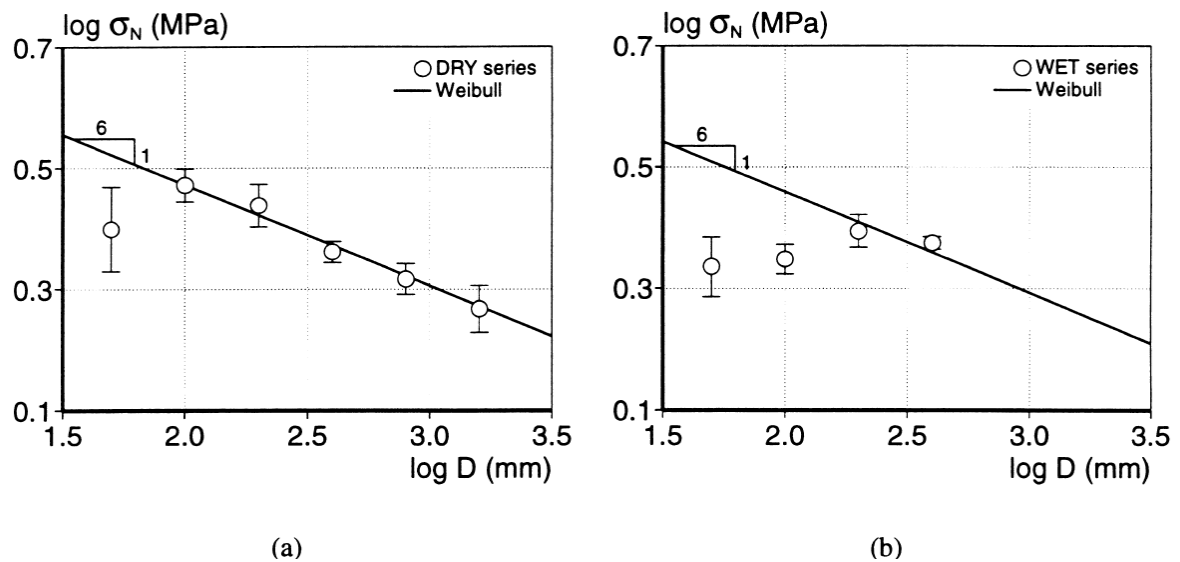 log σN (MPa)
0.7
0.5
0.3
0.1
DRY series
Weibull
6
1
1.5 2.0 2.5 3.0 3.5
log D (mm)
(a)
log σN (MPa)
0.7
0.5
0.3
0.1
WET series
Weibull
6
1
1.5 2.0 2.5 3.0 3.5
log D (mm)
(b)